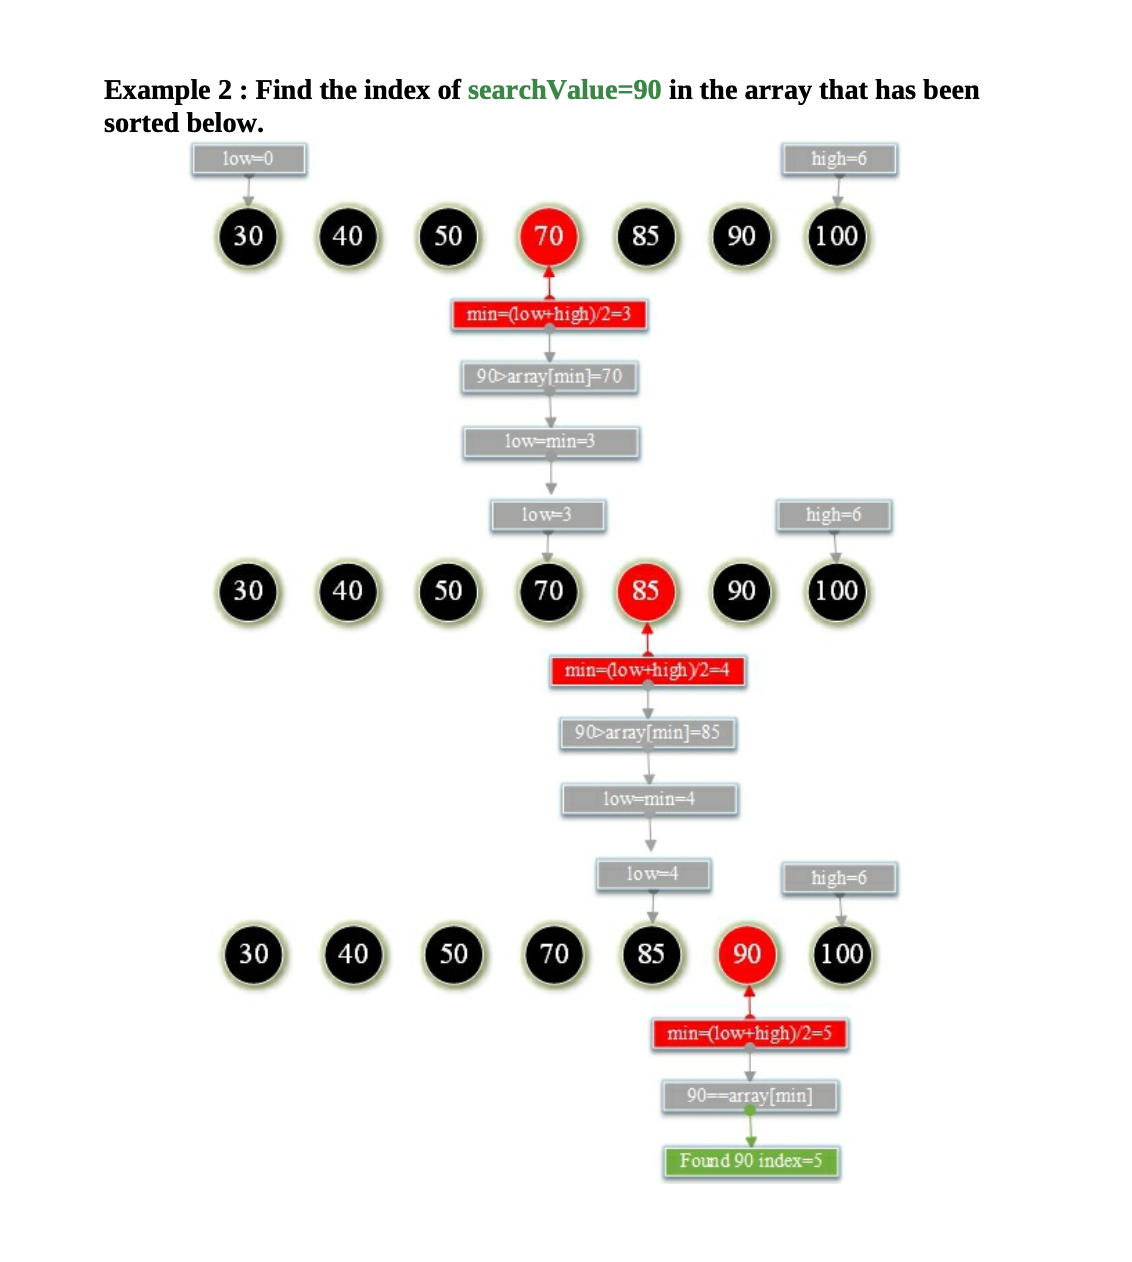 Example 2 : Find the index of searchValue=90 in the array that has been
sorted below.
low=0 high=6
30 40 50 70 85 90 100
min=(low+high)/2=3
90>array[min]=70
low=min=3
low=3 high=6
30 40 50 70 85 90 100
min=(low+high)/2=4
90>array[min]=85
low=min=4
low=4 high=6
30 40 50 70 85 90 100
min=(low+high)/2=5
90==array[min]
Found 90 index=5